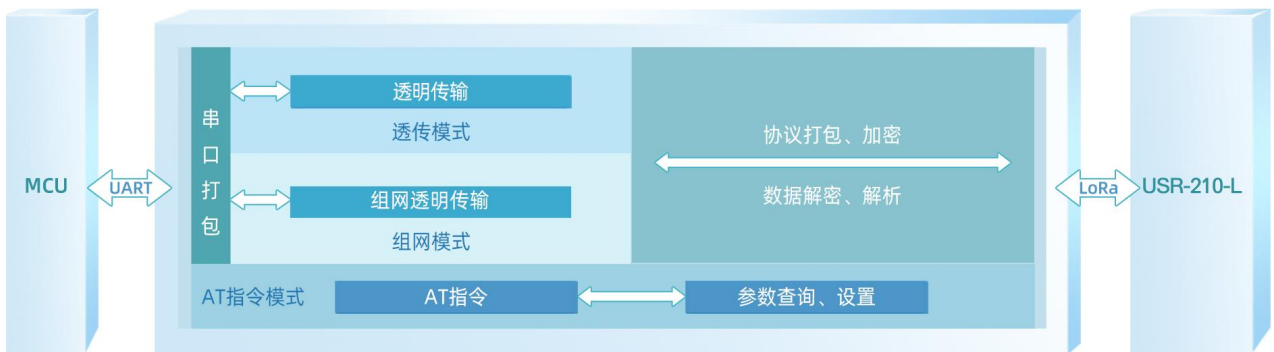 MCU
UART
串口打包
透明传输
透传模式
组网透明传输
组网模式
协议打包、加密
数据解密、解析
AT指令模式
AT指令
参数查询、设置
LoRa
USR-210-L